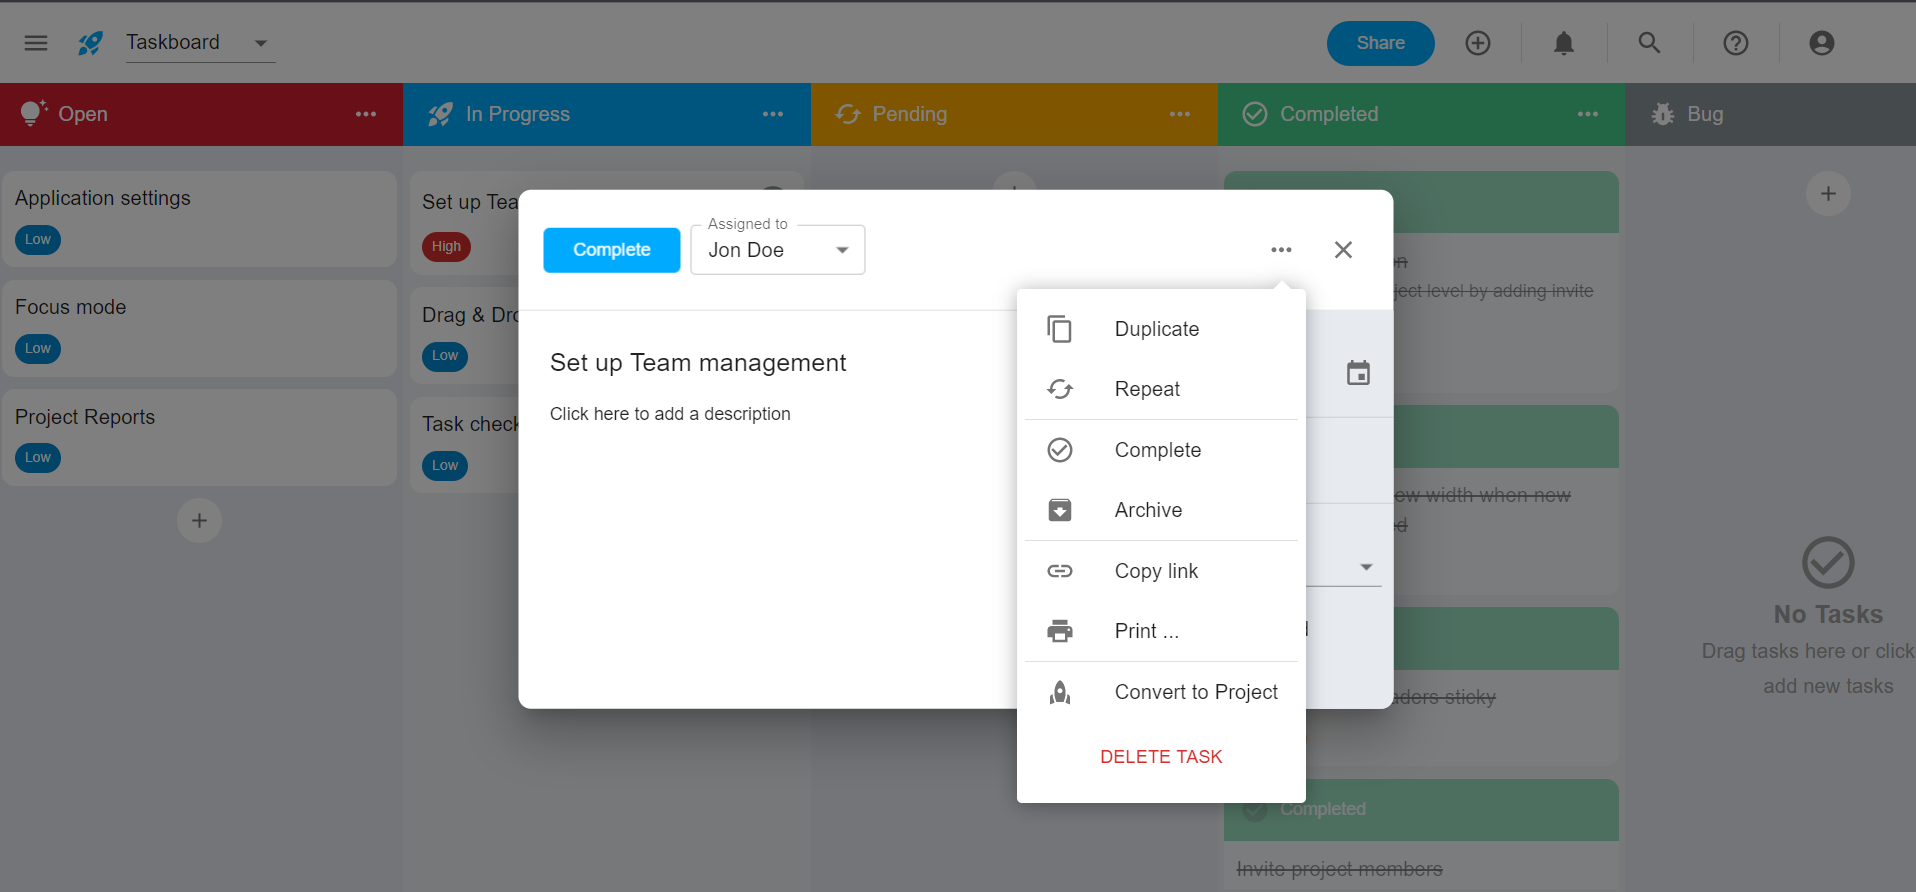 Taskboard
Share
Open
In Progress
Pending
Completed
Bug
Application settings
Low
Focus mode
Low
Project Reports
Low
Set up Tea
High
Drag & Dro
Low
Task check
Low
Complete
Assigned to
Jon Doe
Set up Team management
Click here to add a description
Duplicate
Repeat
Complete
Archive
Copy link
Print ...
Convert to Project
DELETE TASK
ject level by adding invite
ow width when new
ed
aders sticky
Completed
Invite project members
No Tasks
Drag tasks here or click
add new tasks